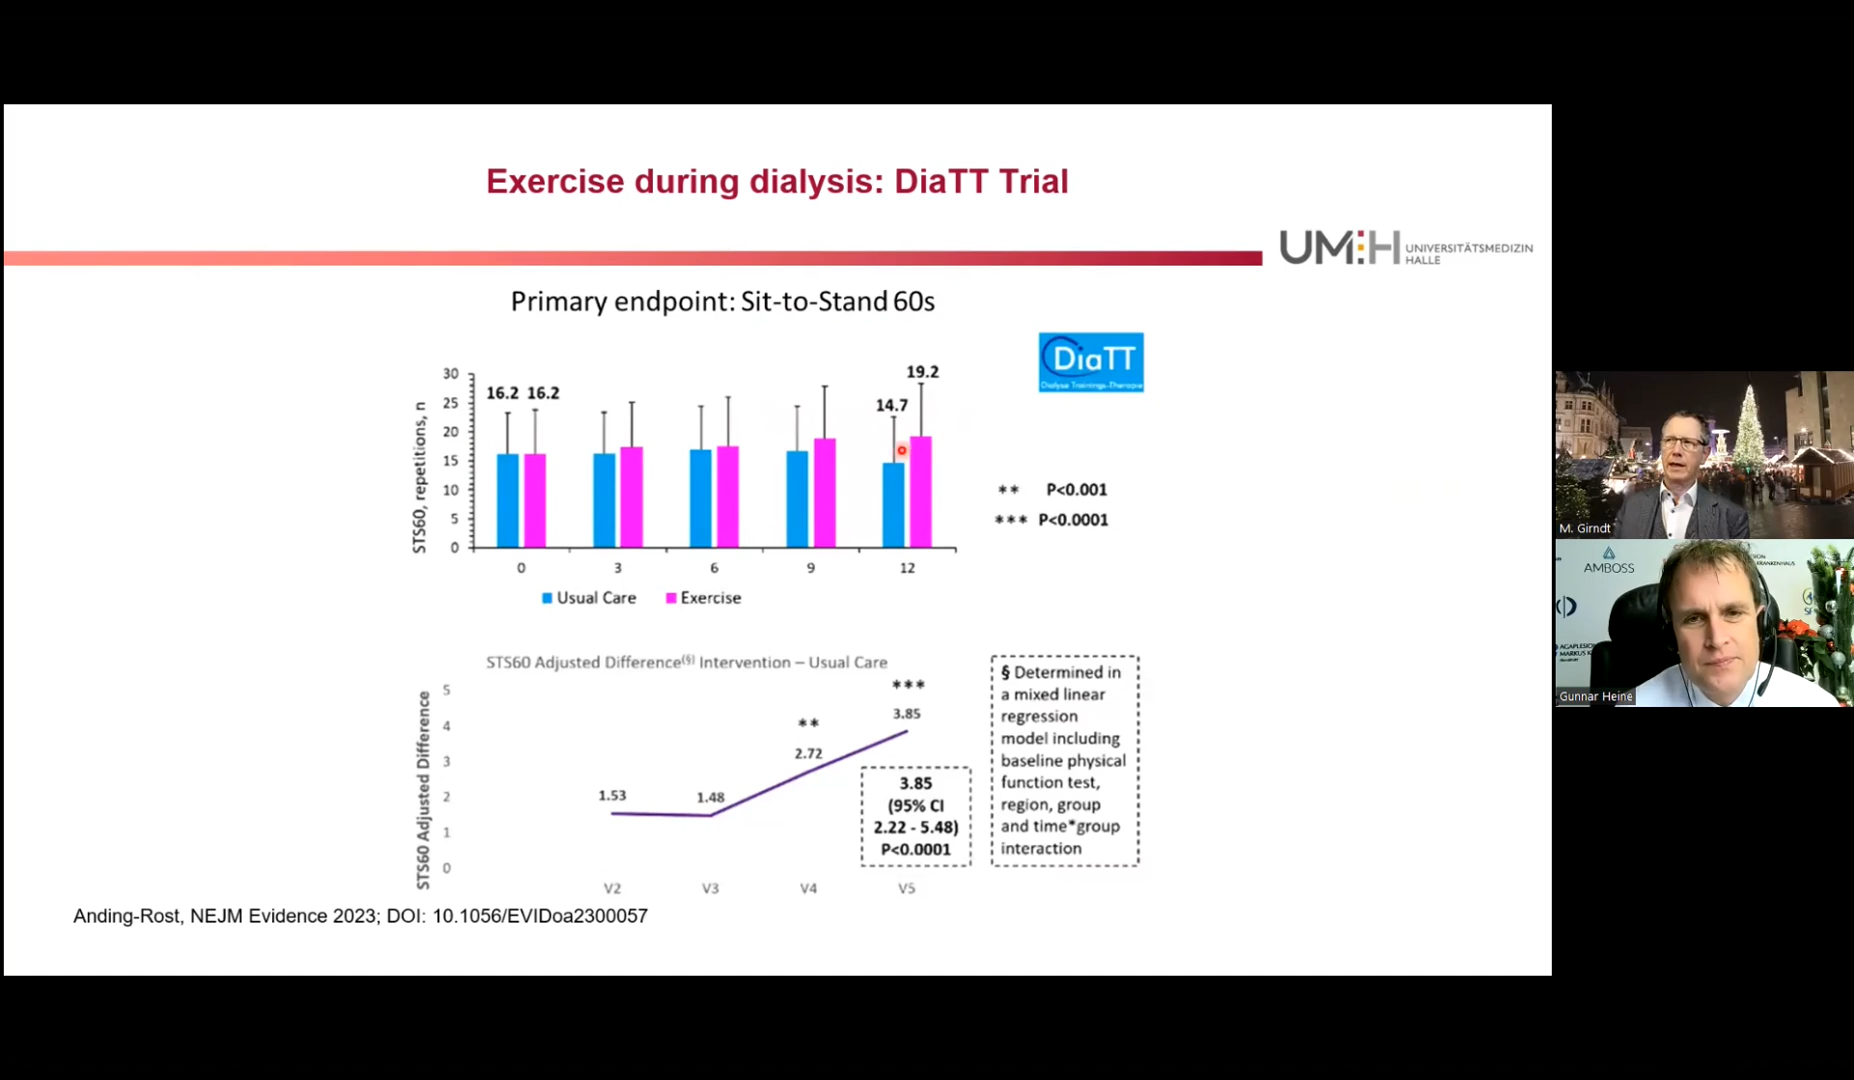 Exercise during dialysis: DiaTT Trial
UM:H UNIVERSITÄTSMEDIZIN
HALLE
Primary endpoint: Sit-to-Stand 60s
DiaTT
Dialyse Trainings-Therapie
STS60, repetitions, n
30
25
20
15
10
5
0
16.2 16.2
14.7
19.2
0 3 6 9 12
Usual Care Exercise
** P<0.001
*** P<0.0001
STS60 Adjusted Difference(§) Intervention – Usual Care
STS60 Adjusted Difference
5
4
3
2
1
0
1.53
1.48
**
2.72
***
3.85
3.85
(95% CI
2.22 - 5.48)
P<0.0001
V2 V3 V4 V5
§ Determined in
a mixed linear
regression
model including
baseline physical
function test,
region, group
and time*group
interaction
Anding-Rost, NEJM Evidence 2023; DOI: 10.1056/EVIDoa2300057
M. Girndt
AMBOSS
KRANKENHAUS
AGAPLESION
MARKUS K
Gunnar Heine